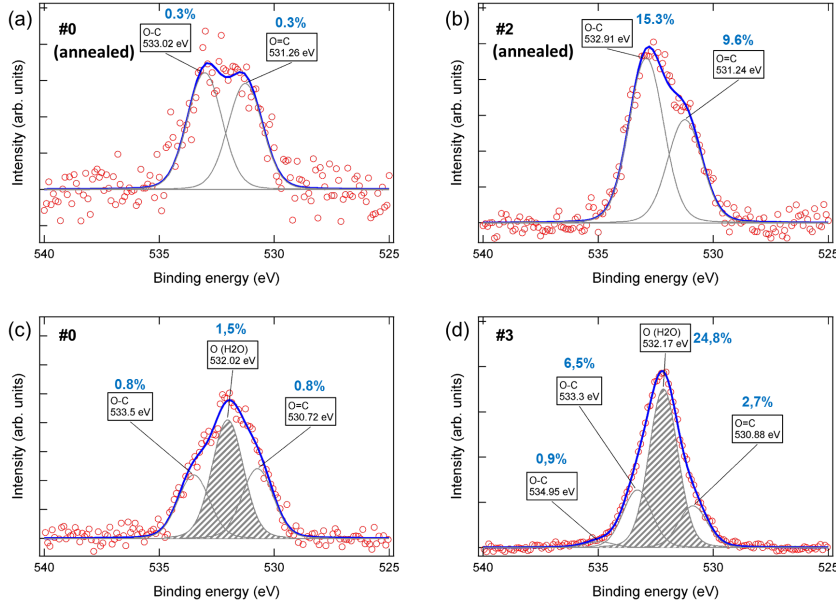 (a)
#0
(annealed)
0.3%
O-C
533.02 eV
0.3%
O=C
531.26 eV
Intensity (arb. units)
540
535
530
525
Binding energy (eV)
(b)
#2
(annealed)
15.3%
O-C
532.91 eV
9.6%
O=C
531.24 eV
Intensity (arb. units)
540
535
530
525
Binding energy (eV)
(c)
#0
1,5%
O (H2O)
532.02 eV
0.8%
O-C
533.5 eV
0.8%
O=C
530.72 eV
Intensity (arb. units)
540
535
530
525
Binding energy (eV)
(d)
#3
O (H2O)
532.17 eV
24,8%
6,5%
O-C
533.3 eV
2,7%
O=C
530.88 eV
0,9%
O-C
534.95 eV
Intensity (arb. units)
540
535
530
525
Binding energy (eV)